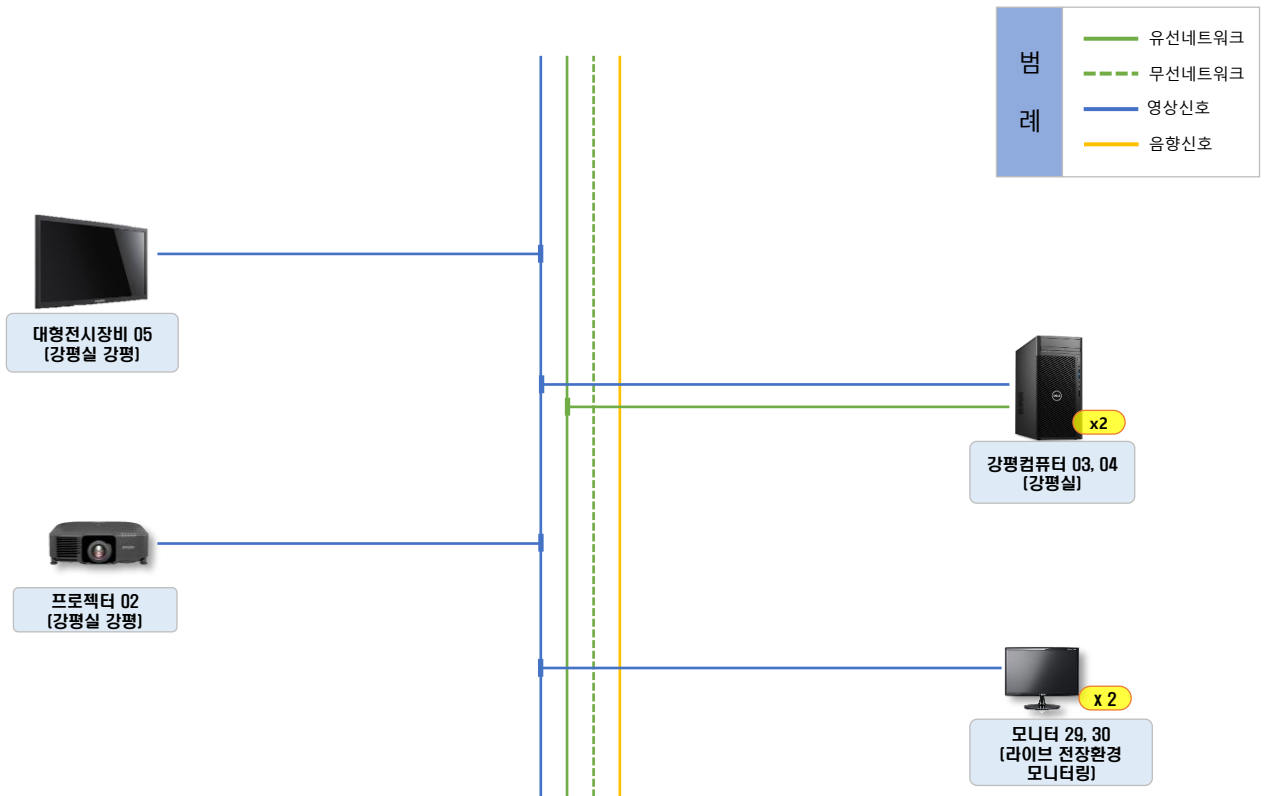 범
례
유선네트워크
무선네트워크
영상신호
음향신호
대형전시장비 05
(강평실 강평)
x2
강평컴퓨터 03, 04
(강평실)
프로젝터 02
(강평실 강평)
x 2
모니터 29, 30
(라이브 전장환경
모니터링)